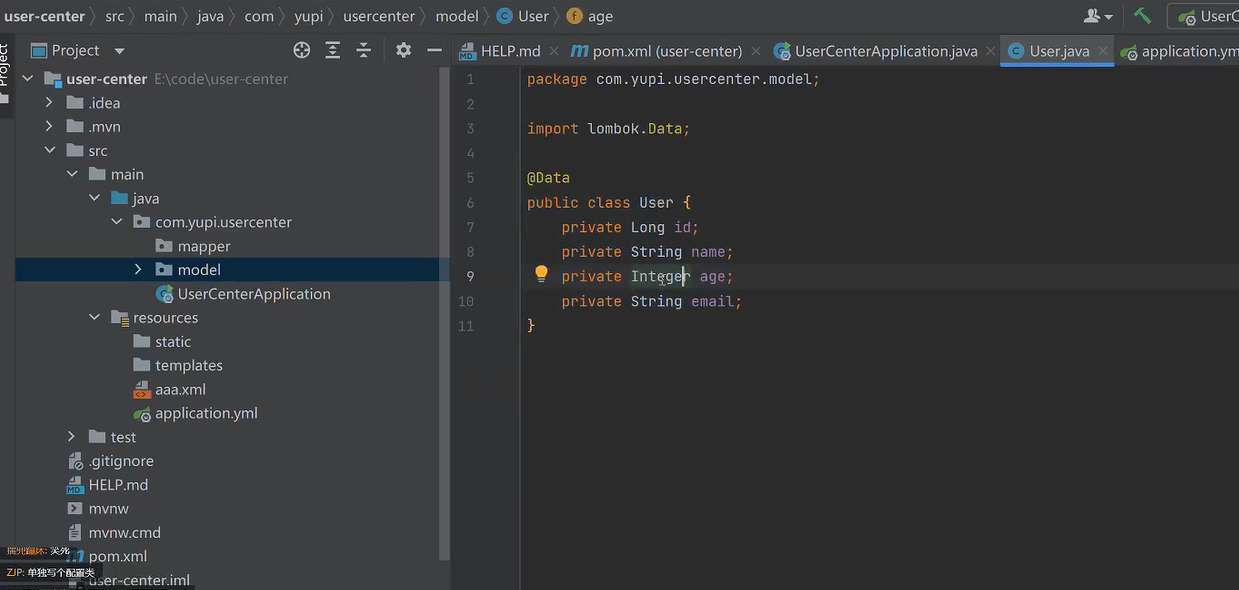 user-center src main java com yupi usercenter model User age
UserC
Project
Project
HELP.md
pom.xml (user-center)
UserCenterApplication.java
User.java
application.ym
user-center E:\code\user-center
.idea
.mvn
src
main
java
com.yupi.usercenter
mapper
model
UserCenterApplication
resources
static
templates
aaa.xml
application.yml
test
.gitignore
HELP.md
mvnw
mvnw.cmd
笑死
pom.xml
ZJP: 单独写个配置类
user-center.iml
1 package com.yupi.usercenter.model;
2
3 import lombok.Data;
4
5 @Data
6 public class User {
7 private Long id;
8 private String name;
9 private Integer age;
10 private String email;
11 }